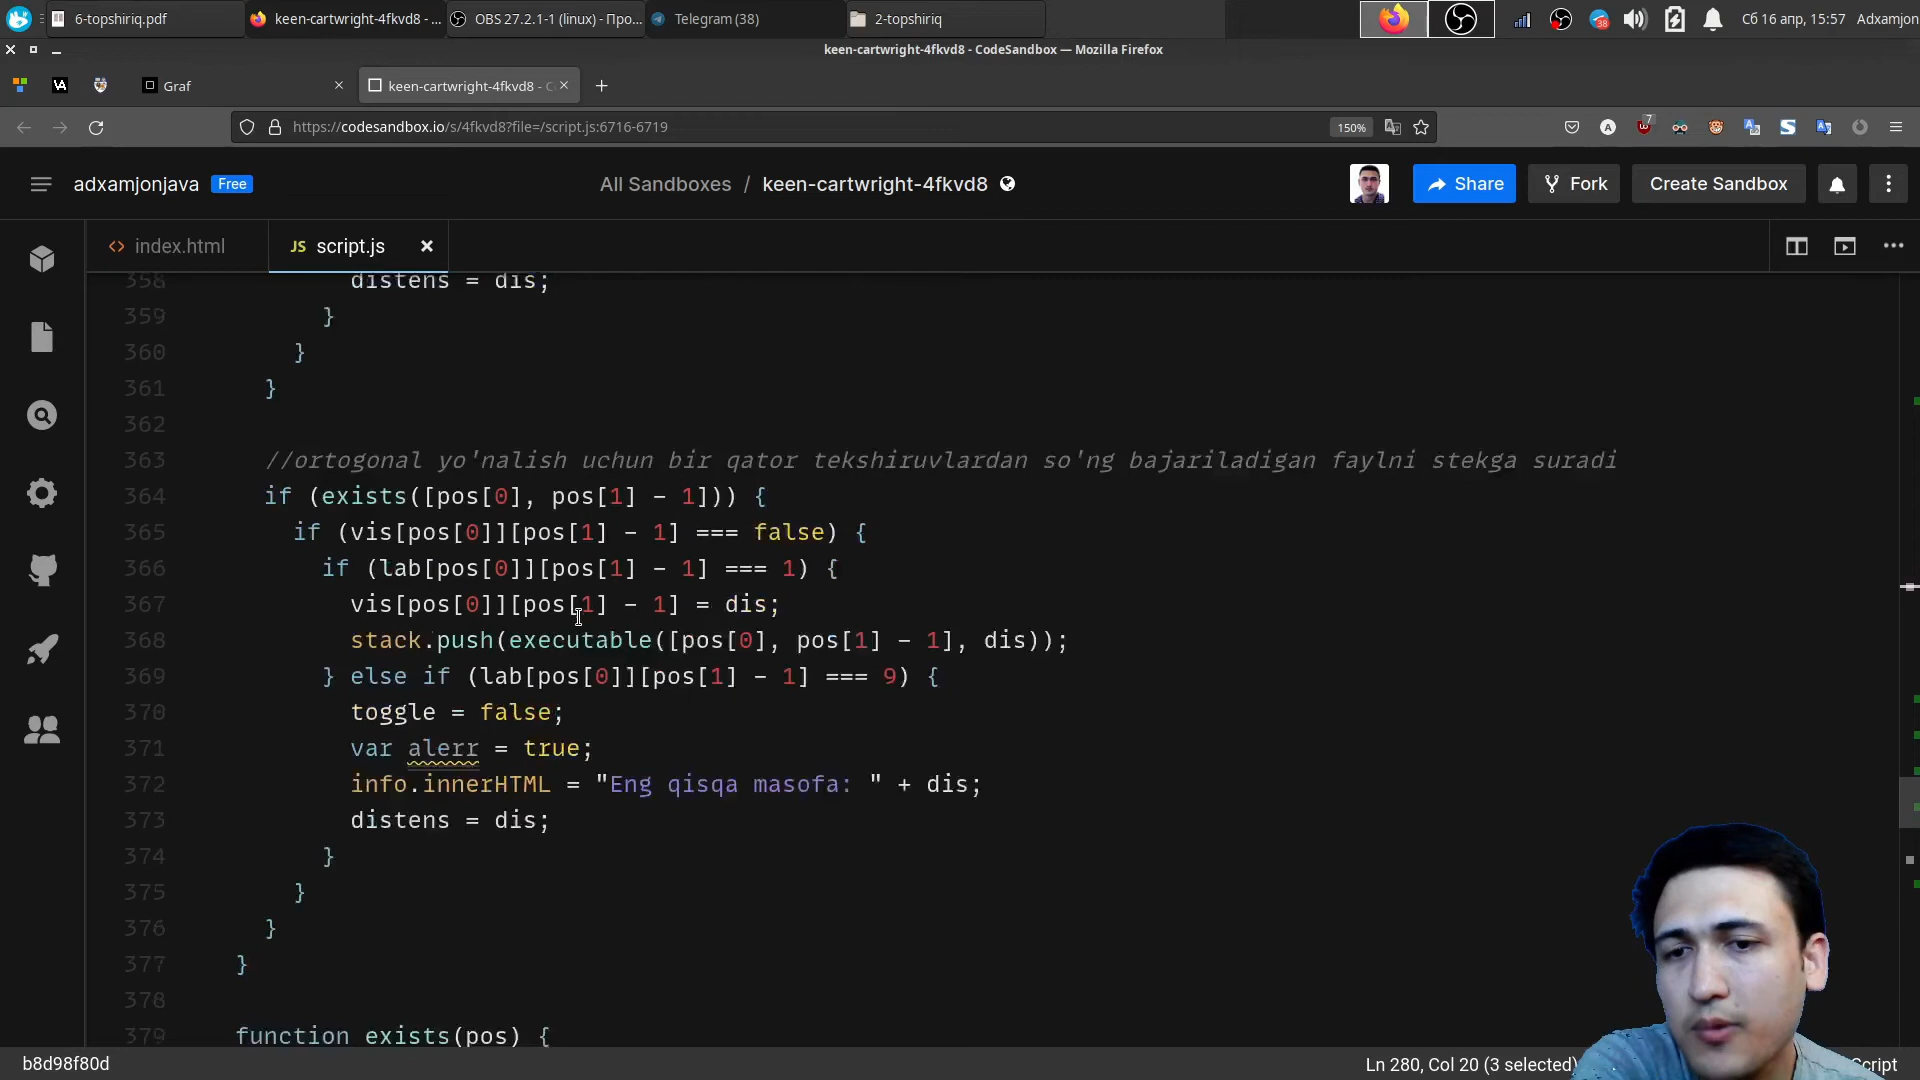 6-topshiriq.pdf
keen-cartwright-4fkvd8 - ...
OBS 27.2.1-1 (linux) - Про...
Telegram (38)
2-topshiriq
38
Сб 16 апр, 15:57
Adxamjon
keen-cartwright-4fkvd8 - CodeSandbox — Mozilla Firefox
Graf
keen-cartwright-4fkvd8 - C
https://codesandbox.io/s/4fkvd8?file=/script.js:6716-6719
150%
7
adxamjonjava
Free
All Sandboxes / keen-cartwright-4fkvd8
Share
Fork
Create Sandbox
<> index.html
JS script.js
358 distens = dis;
359 }
360 }
361 }
362
363 //ortogonal yo'nalish uchun bir qator tekshiruvlardan so'ng bajariladigan faylni stekga suradi
364 if (exists([pos[0], pos[1] - 1])) {
365 if (vis[pos[0]][pos[1] - 1] === false) {
366 if (lab[pos[0]][pos[1] - 1] === 1) {
367 vis[pos[0]][pos[1] - 1] = dis;
368 stack.push(executable([pos[0], pos[1] - 1], dis));
369 } else if (lab[pos[0]][pos[1] - 1] === 9) {
370 toggle = false;
371 var alerr = true;
372 info.innerHTML = "Eng qisqa masofa: " + dis;
373 distens = dis;
374 }
375 }
376 }
377 }
378
379 function exists(pos) {
b8d98f80d
Ln 280, Col 20 (3 selected)
Script